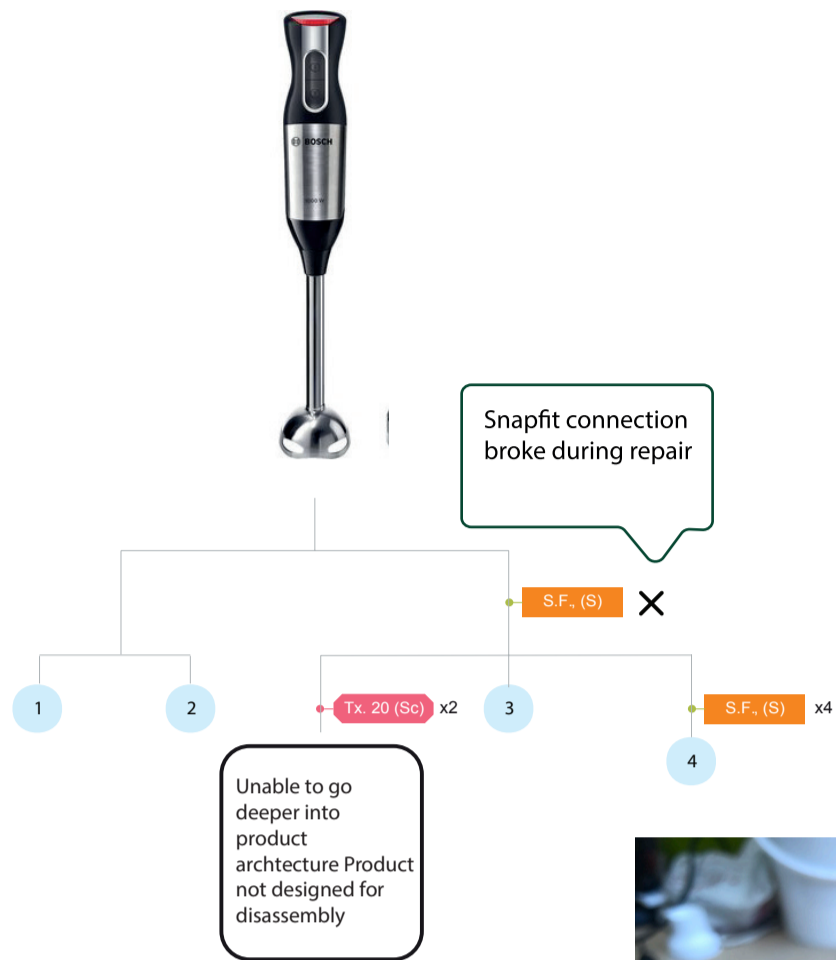 BOSCH
Snapfit connection
broke during repair
S.F., (S)
1
2
Tx. 20 (Sc) x2
3
S.F., (S) x4
4
Unable to go
deeper into
product
archtecture Product
not designed for
disassembly